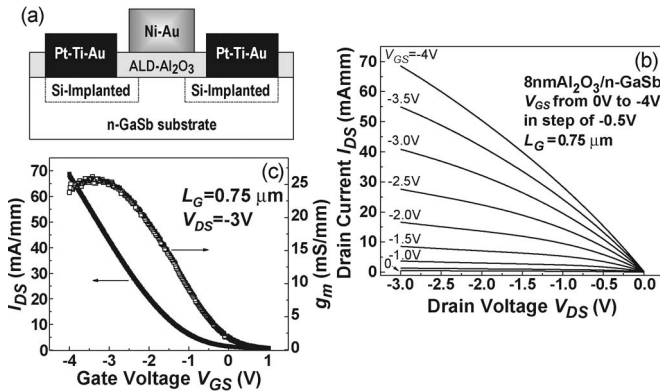 (a)
Ni-Au
Pt-Ti-Au
Pt-Ti-Au
ALD-Al2O3
Si-Implanted
Si-Implanted
n-GaSb substrate
(b)
Drain Current IDS (mAmm)
70
60
50
40
30
20
10
0
VGS=-4V
-3.5V
-3.0V
-2.5V
-2.0V
-1.5V
-1.0V
0
8nmAl2O3/n-GaSb
VGS from 0V to -4V
in step of -0.5V
LG=0.75 μm
-3.0 -2.5 -2.0 -1.5 -1.0 -0.5 0.0
Drain Voltage VDS (V)
(c)
IDS (mA/mm)
70
60
50
40
30
20
10
0
LG=0.75 μm
VDS=-3V
25
20
15
10
5
0
gm (mS/mm)
-4 -3 -2 -1 0 1
Gate Voltage VGS (V)